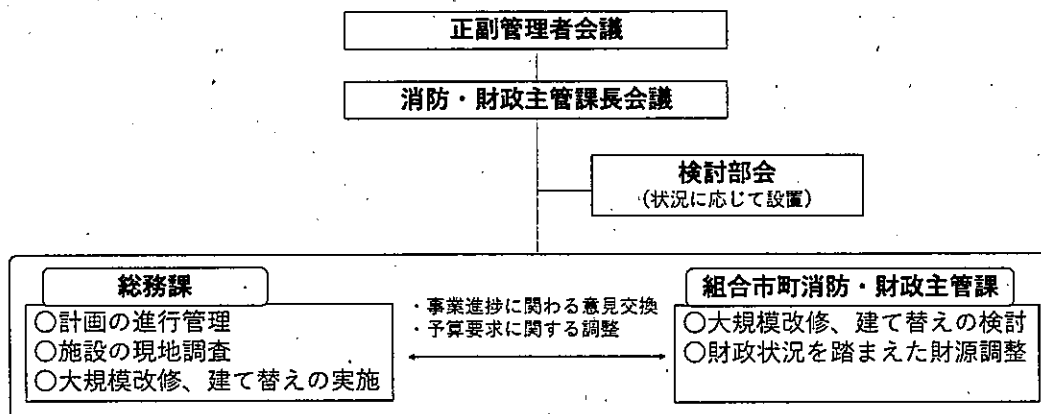 正副管理者会議
消防・財政主管課長会議
検討部会
(状況に応じて設置)
総務課
○計画の進行管理
○施設の現地調査
○大規模改修、建て替えの実施
・事業進捗に関わる意見交換
・予算要求に関する調整
組合市町消防・財政主管課
○大規模改修、建て替えの検討
○財政状況を踏まえた財源調整